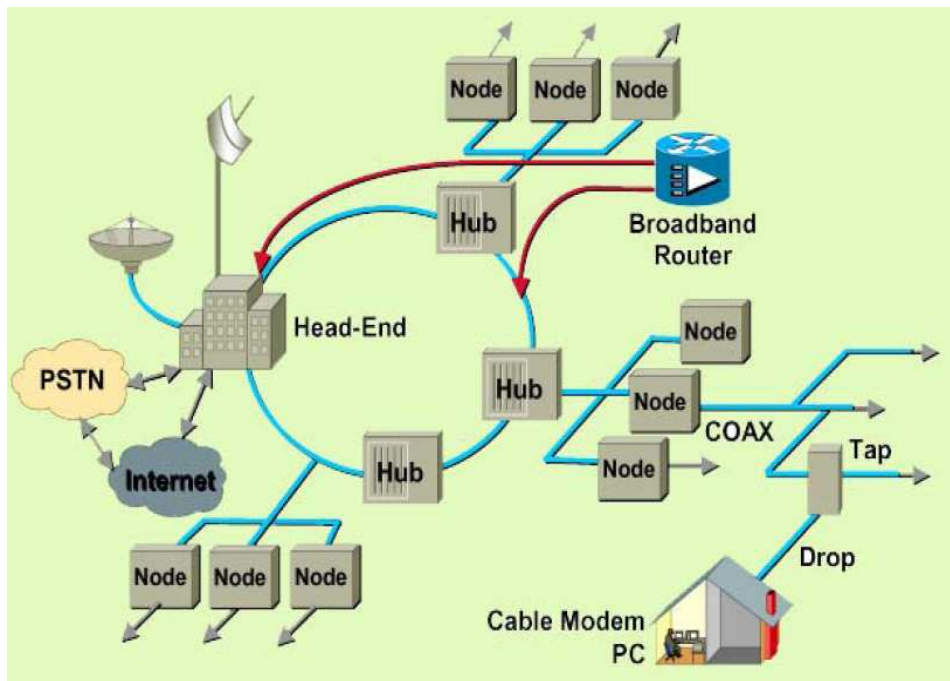 Node
Node
Node
Hub
Broadband
Router
Head-End
Node
PSTN
Hub
Node
COAX
Tap
Internet
Hub
Node
Node
Node
Node
Drop
Cable Modem
PC